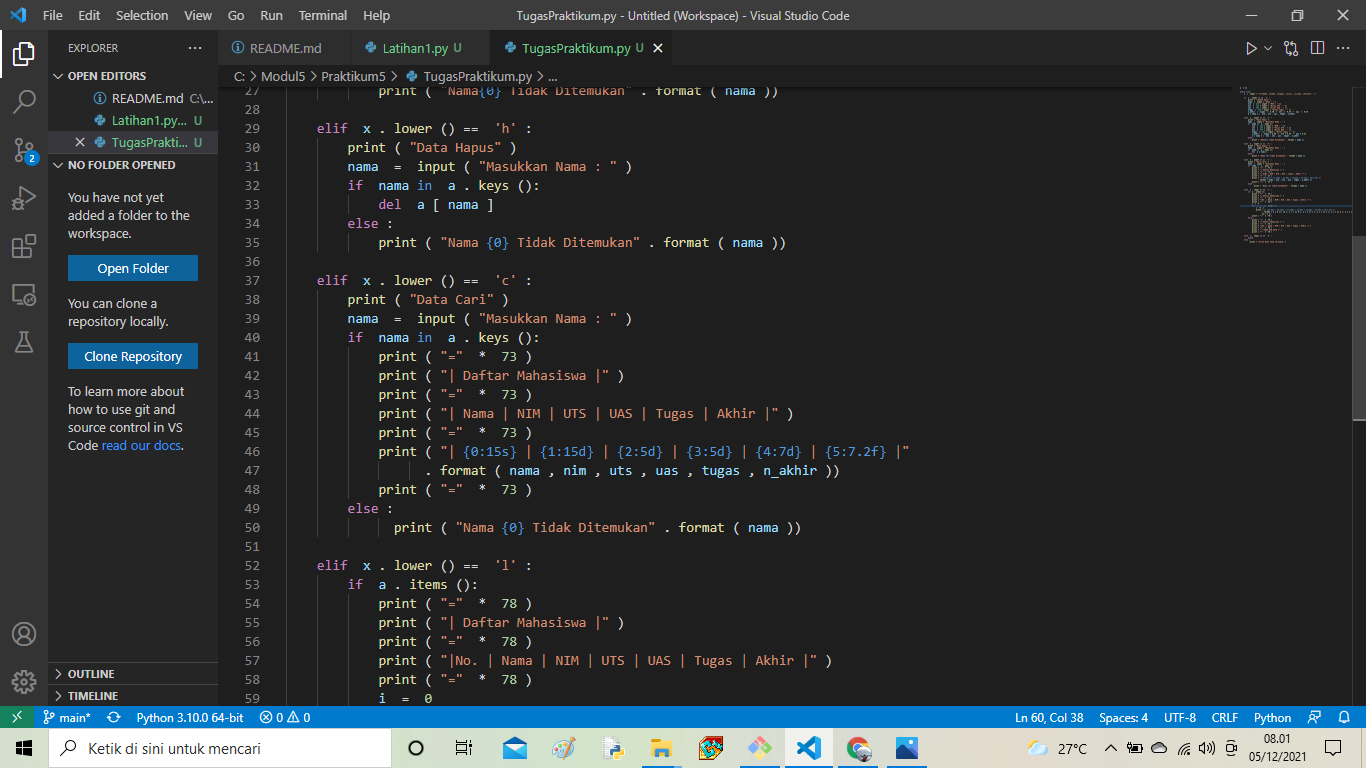 File Edit Selection View Go Run Terminal Help TugasPraktikum.py - Untitled (Workspace) - Visual Studio Code
EXPLORER
README.md Latihan1.py U TugasPraktikum.py U
OPEN EDITORS
README.md C:\...
Latihan1.py... U
TugasPrakti... U
NO FOLDER OPENED
You have not yet
added a folder to the
workspace.
Open Folder
You can clone a
repository locally.
Clone Repository
To learn more about
how to use git and
source control in VS
Code read our docs.
OUTLINE
TIMELINE
2
C: > Modul5 > Praktikum5 > TugasPraktikum.py > ...
27 print ( "Nama{0} Tidak Ditemukan" . format ( nama ))
28
29 elif x . lower () == 'h' :
30 print ( "Data Hapus" )
31 nama = input ( "Masukkan Nama : " )
32 if nama in a . keys ():
33 del a [ nama ]
34 else :
35 print ( "Nama {0} Tidak Ditemukan" . format ( nama ))
36
37 elif x . lower () == 'c' :
38 print ( "Data Cari" )
39 nama = input ( "Masukkan Nama : " )
40 if nama in a . keys ():
41 print ( "=" * 73 )
42 print ( "| Daftar Mahasiswa |" )
43 print ( "=" * 73 )
44 print ( "| Nama | NIM | UTS | UAS | Tugas | Akhir |" )
45 print ( "=" * 73 )
46 print ( "| {0:15s} | {1:15d} | {2:5d} | {3:5d} | {4:7d} | {5:7.2f} |"
47 . format ( nama , nim , uts , uas , tugas , n_akhir ))
48 print ( "=" * 73 )
49 else :
50 print ( "Nama {0} Tidak Ditemukan" . format ( nama ))
51
52 elif x . lower () == 'l' :
53 if a . items ():
54 print ( "=" * 78 )
55 print ( "| Daftar Mahasiswa |" )
56 print ( "=" * 78 )
57 print ( "|No. | Nama | NIM | UTS | UAS | Tugas | Akhir |" )
58 print ( "=" * 78 )
59 i = 0
main* Python 3.10.0 64-bit 0 0 Ln 60, Col 38 Spaces: 4 UTF-8 CRLF Python
Ketik di sini untuk mencari
27°C
08.01
05/12/2021